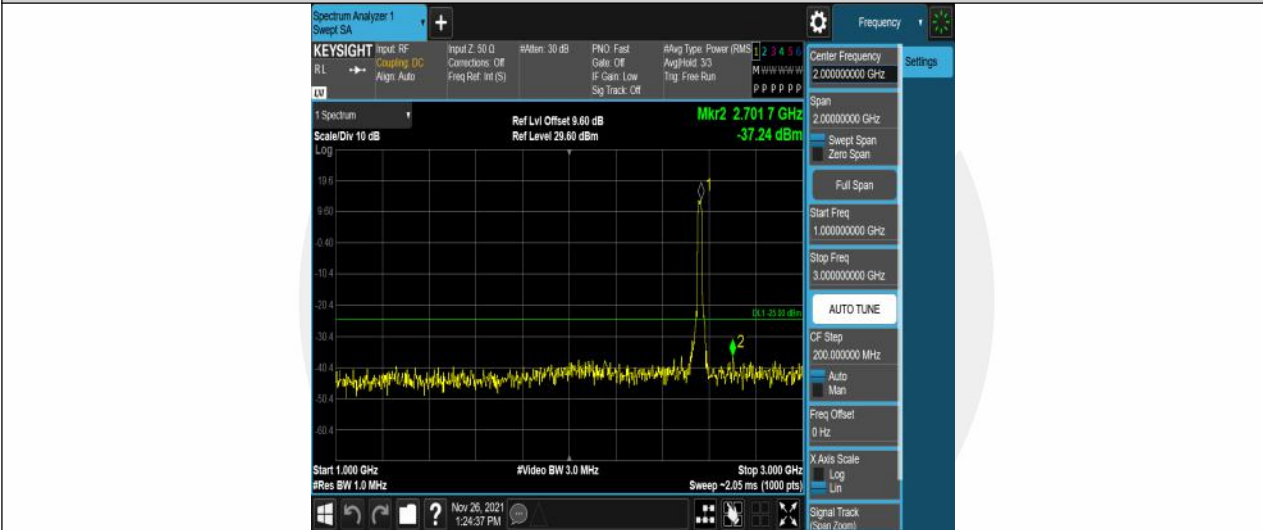 Spectrum Analyzer 1
Swept SA
+
Frequency
KEYSIGHT
RL
LV
Input: RF
Coupling: DC
Align: Auto
Input Z: 50 Ω
Corrections: Off
Freq Ref: Int (S)
#Atten: 30 dB
PNO: Fast
Gate: Off
IF Gain: Low
Sig Track: Off
#Avg Type: Power (RMS
Avg|Hold: 3/3
Trig: Free Run
1 2 3 4 5 6
M W W W W W
P P P P P P
1 Spectrum
Scale/Div 10 dB
Log
Ref Lvl Offset 9.60 dB
Ref Level 29.60 dBm
Mkr2 2.701 7 GHz
-37.24 dBm
19.6
9.60
-0.40
-10.4
-20.4
-30.4
-40.4
-50.4
-60.4
1
DL1 -25.00 dBm
2
Start 1.000 GHz
#Res BW 1.0 MHz
#Video BW 3.0 MHz
Stop 3.000 GHz
Sweep ~2.05 ms (1000 pts)
?
Nov 26, 2021
1:24:37 PM
Center Frequency
2.000000000 GHz
Settings
Span
2.00000000 GHz
Swept Span
Zero Span
Full Span
Start Freq
1.000000000 GHz
Stop Freq
3.000000000 GHz
AUTO TUNE
CF Step
200.000000 MHz
Auto
Man
Freq Offset
0 Hz
X Axis Scale
Log
Lin
Signal Track
(Span Zoom)